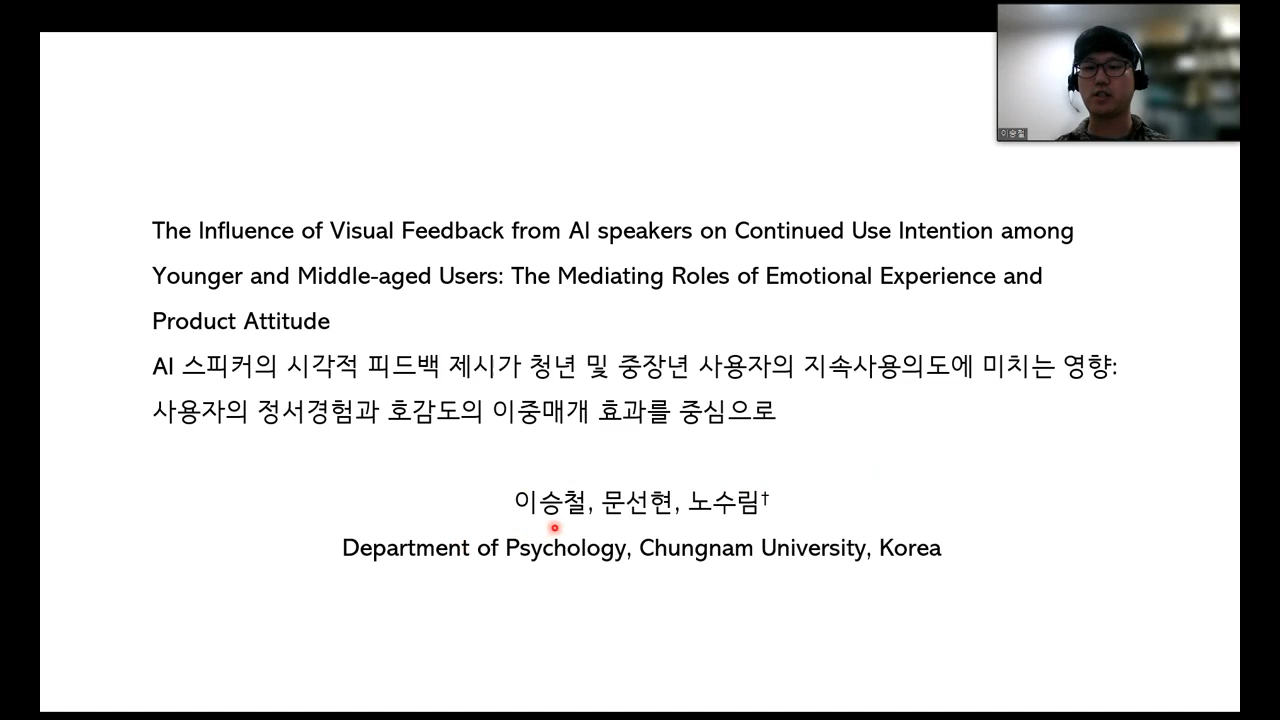 이승철
The Influence of Visual Feedback from AI speakers on Continued Use Intention among
Younger and Middle-aged Users: The Mediating Roles of Emotional Experience and
Product Attitude
AI 스피커의 시각적 피드백 제시가 청년 및 중장년 사용자의 지속사용의도에 미치는 영향:
사용자의 정서경험과 호감도의 이중매개 효과를 중심으로
이승철, 문선현, 노수림†
Department of Psychology, Chungnam University, Korea